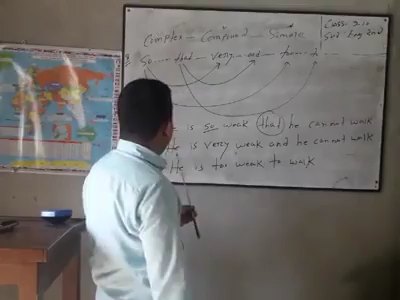 Complex - Compound - Simple
Class: 9-10
Sub: Eng 2nd
So --- that --- very --- and --- too --- to
is so weak that he cannot walk
He is very weak and he cannot walk
He is too weak to walk